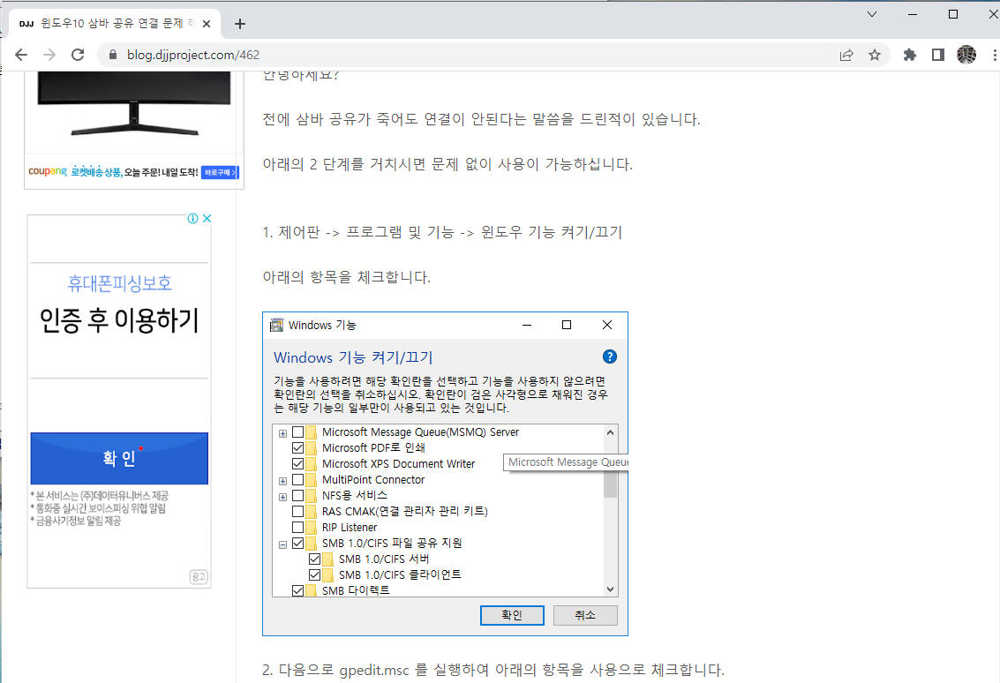 DJJ 윈도우10 삼바 공유 연결 문제
blog.djjproject.com/462
안녕하세요?
전에 삼바 공유가 죽어도 연결이 안된다는 말씀을 드린적이 있습니다.
아래의 2 단계를 거치시면 문제 없이 사용이 가능하십니다.
1. 제어판 -> 프로그램 및 기능 -> 윈도우 기능 켜기/끄기
아래의 항목을 체크합니다.
Windows 기능
Windows 기능 켜기/끄기
기능을 사용하려면 해당 확인란을 선택하고 기능을 사용하지 않으려면
확인란의 선택을 취소하십시오. 확인란이 검은 사각형으로 채워진 경우
는 해당 기능의 일부만이 사용되고 있는 것입니다.
Microsoft Message Queue(MSMQ) Server
Microsoft PDF로 인쇄
Microsoft XPS Document Writer
Microsoft Message Queue
MultiPoint Connector
NFS용 서비스
RAS CMAK(연결 관리자 관리 키트)
RIP Listener
SMB 1.0/CIFS 파일 공유 지원
SMB 1.0/CIFS 서버
SMB 1.0/CIFS 클라이언트
SMB 다이렉트
확인
취소
2. 다음으로 gpedit.msc 를 실행하여 아래의 항목을 사용으로 체크합니다.
coupang 로켓배송 상품, 오늘 주문! 내일 도착! 바로구매 >
휴대폰피싱보호
인증 후 이용하기
확 인
* 본 서비스는 (주)데이터유니버스 제공
* 통화중 실시간 보이스피싱 위협 알림
* 금융사기정보 알림 제공
광고